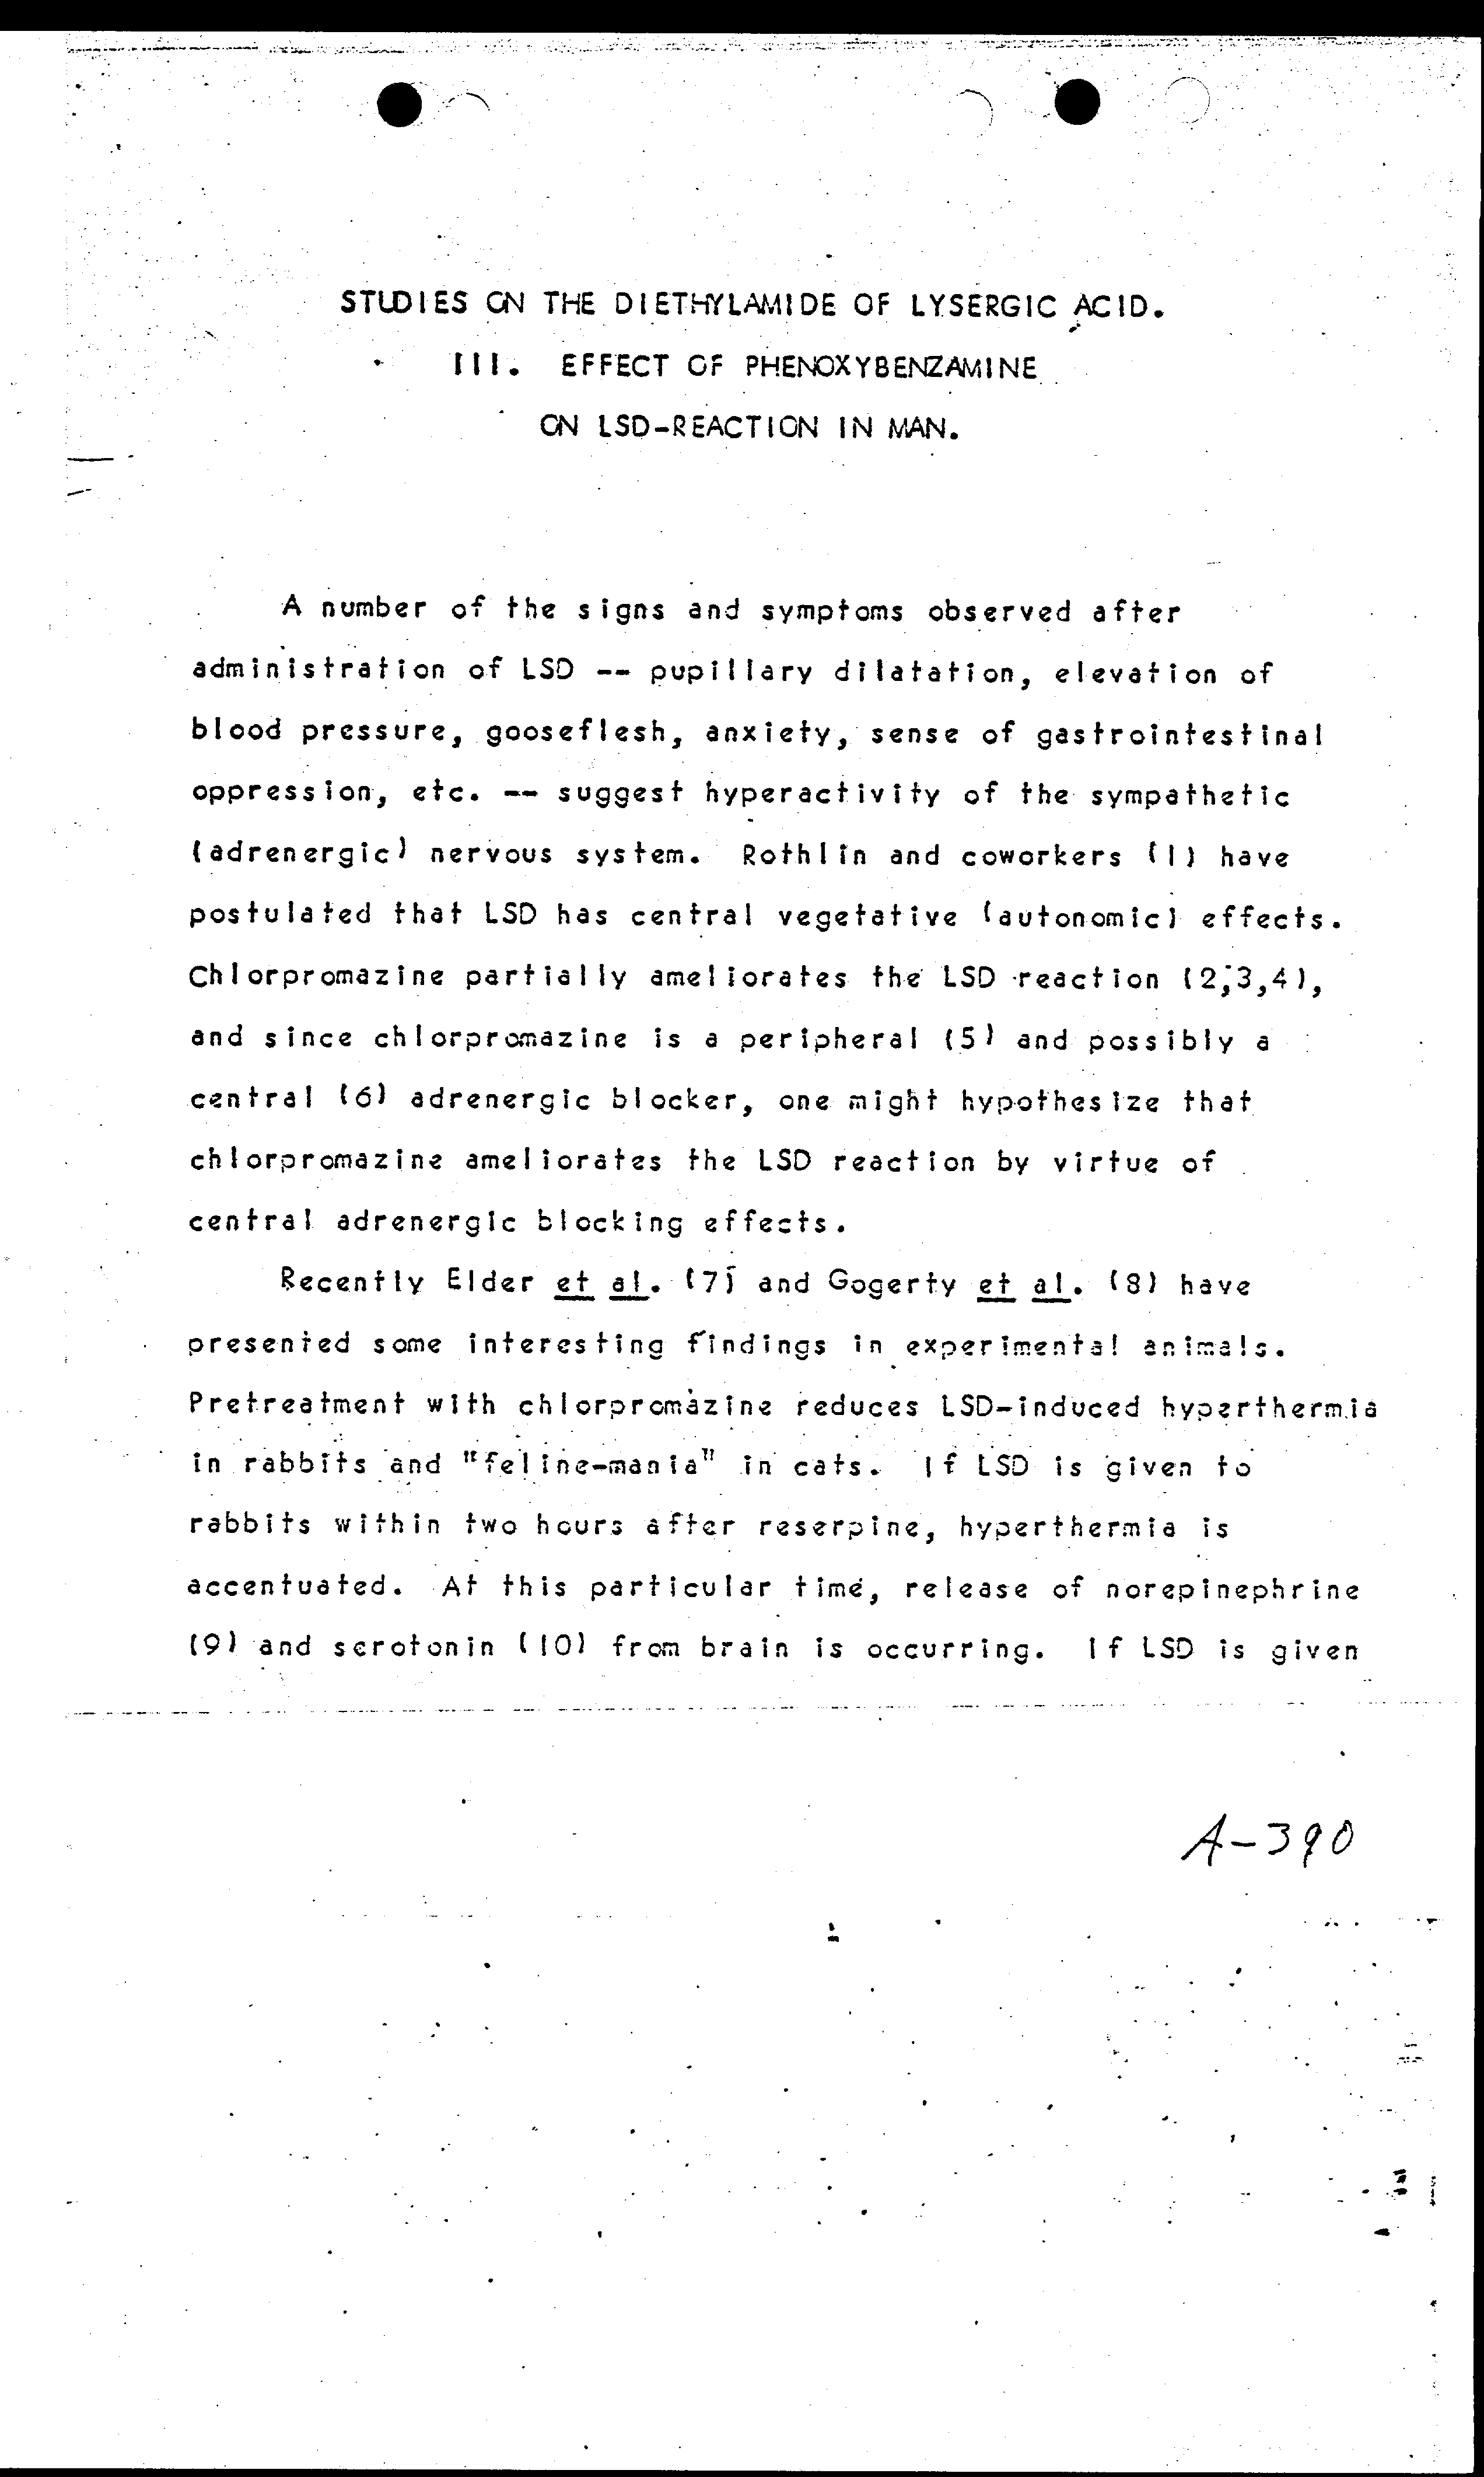 STUDIES ON THE DIETHYLAMIDE OF LYSERGIC ACID.
III. EFFECT OF PHENOXYBENZAMINE
ON LSD-REACTION IN MAN.
A number of the signs and symptoms observed after
administration of LSD -- pupillary dilatation, elevation of
blood pressure, gooseflesh, anxiety, sense of gastrointestinal
oppression, etc. -- suggest hyperactivity of the sympathetic
(adrenergic) nervous system. Rothlin and coworkers (1) have
postulated that LSD has central vegetative (autonomic) effects.
Chlorpromazine partially ameliorates the LSD reaction (2,3,4),
and since chlorpromazine is a peripheral (5) and possibly a
central (6) adrenergic blocker, one might hypothesize that
chlorpromazine ameliorates the LSD reaction by virtue of
central adrenergic blocking effects.
Recently Elder et al. (7) and Gogerty et al. (8) have
presented some interesting findings in experimental animals.
Pretreatment with chlorpromazine reduces LSD-induced hyperthermia
in rabbits and "feline-mania" in cats. If LSD is given to
rabbits within two hours after reserpine, hyperthermia is
accentuated. At this particular time, release of norepinephrine
(9) and serotonin (10) from brain is occurring. If LSD is given
A-390